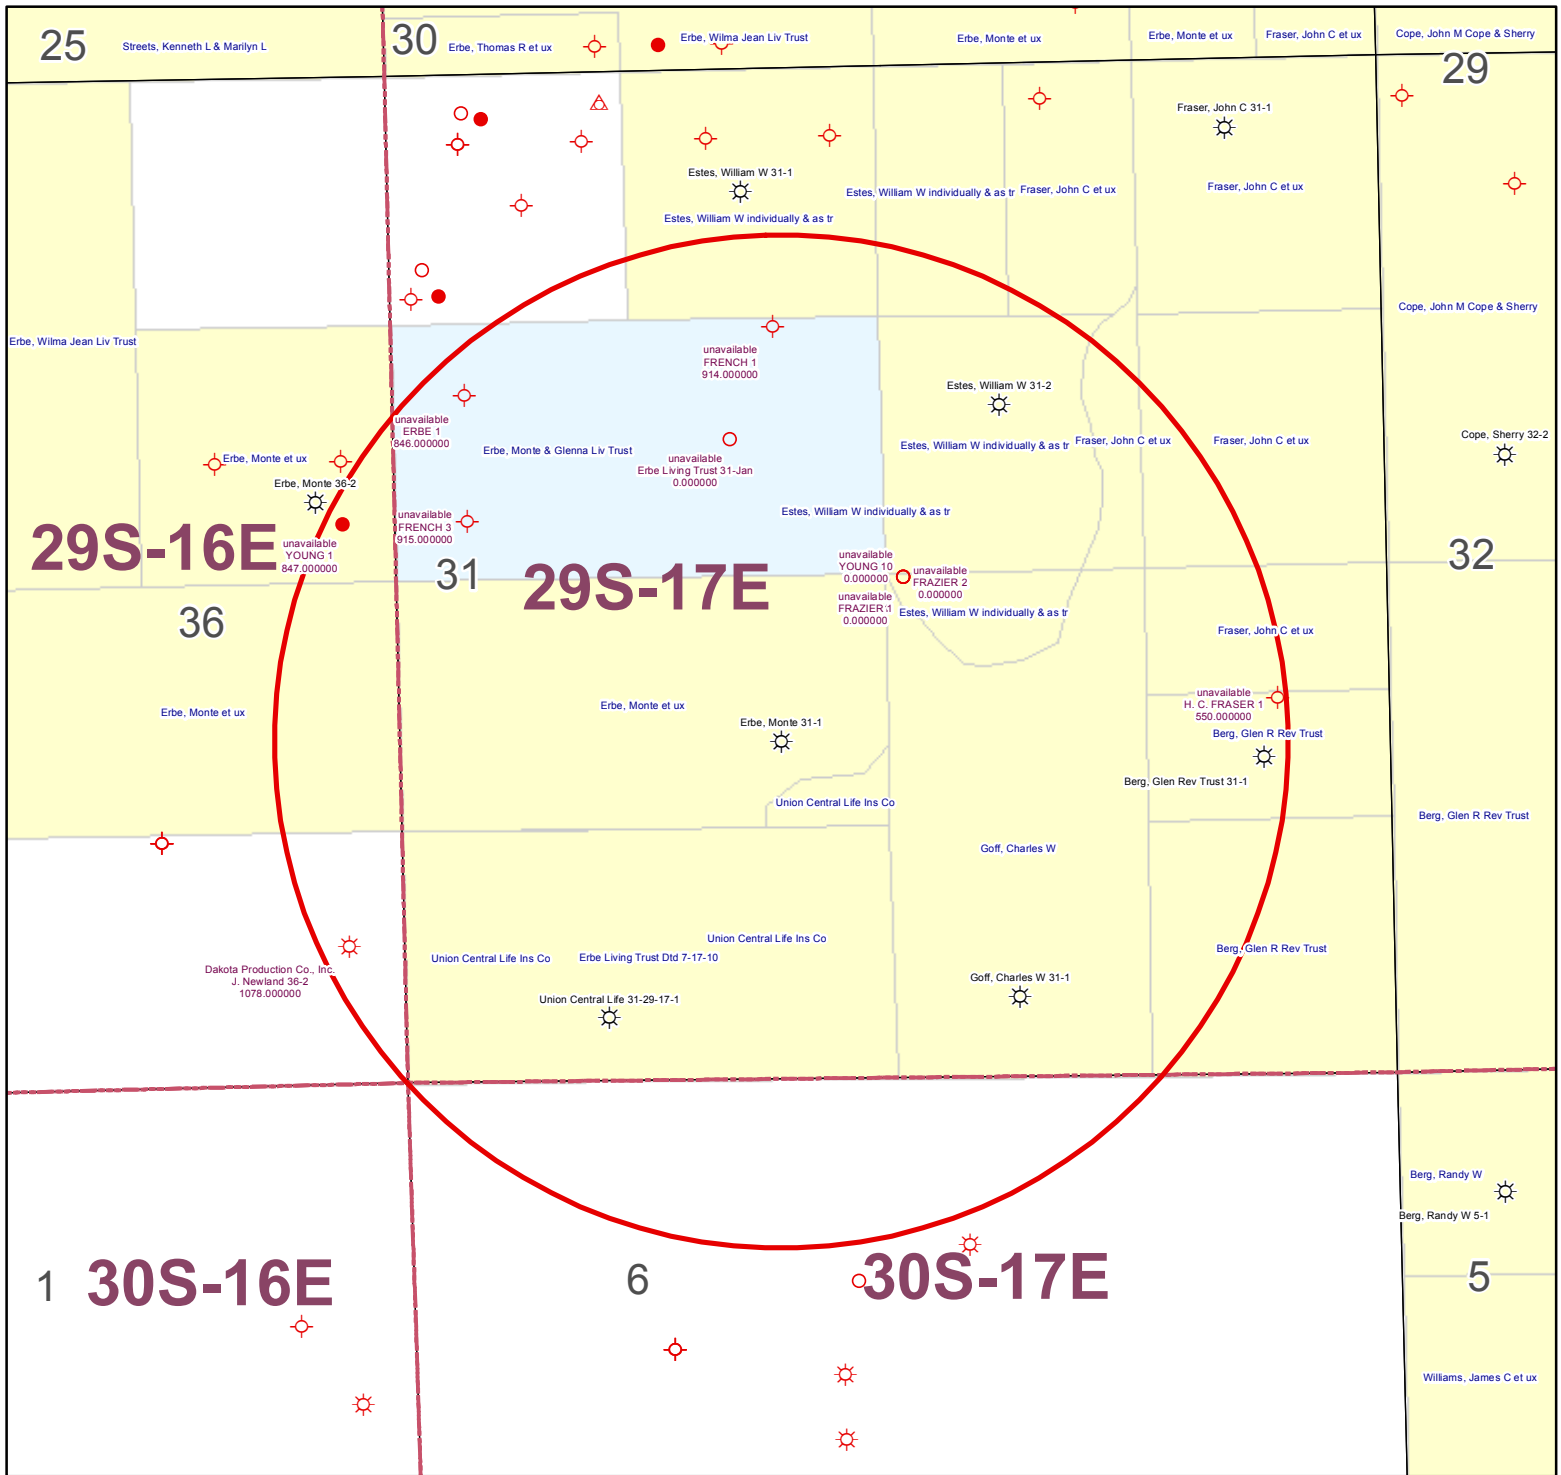 25
Streets, Kenneth L & Marilyn L
30
Erbe, Thomas R et ux
Erbe, Wilma Jean Liv Trust
Erbe, Monte et ux
Erbe, Monte et ux
Fraser, John C et ux
Cope, John M Cope & Sherry
29
Fraser, John C 31-1
Estes, William W 31-1
Estes, William W individually & as tr
Fraser, John C et ux
Fraser, John C et ux
Estes, William W individually & as tr
Cope, John M Cope & Sherry
Erbe, Wilma Jean Liv Trust
unavailable
FRENCH 1
914.000000
Estes, William W 31-2
unavailable
ERBE 1
846.000000
Erbe, Monte & Glenna Liv Trust
Estes, William W individually & as tr
Fraser, John C et ux
Fraser, John C et ux
Cope, Sherry 32-2
Erbe, Monte et ux
unavailable
Erbe Living Trust 31-Jan
0.000000
Erbe, Monte 36-2
Estes, William W individually & as tr
unavailable
FRENCH 3
915.000000
29S-16E
unavailable
YOUNG 1
847.000000
31
29S-17E
unavailable
YOUNG 10
0.000000
unavailable
FRAZIER 2
0.000000
32
unavailable
FRAZIER 1
0.000000
Estes, William W individually & as tr
36
Fraser, John C et ux
unavailable
H. C. FRASER 1
550.000000
Erbe, Monte et ux
Erbe, Monte et ux
Erbe, Monte 31-1
Berg, Glen R Rev Trust
Berg, Glen Rev Trust 31-1
Union Central Life Ins Co
Berg, Glen R Rev Trust
Goff, Charles W
Union Central Life Ins Co
Berg, Glen R Rev Trust
Union Central Life Ins Co
Erbe Living Trust Dtd 7-17-10
Dakota Production Co., Inc.
J. Newland 36-2
1078.000000
Goff, Charles W 31-1
Union Central Life 31-29-17-1
Berg, Randy W
Berg, Randy W 5-1
1
30S-16E
6
30S-17E
5
Williams, James C et ux